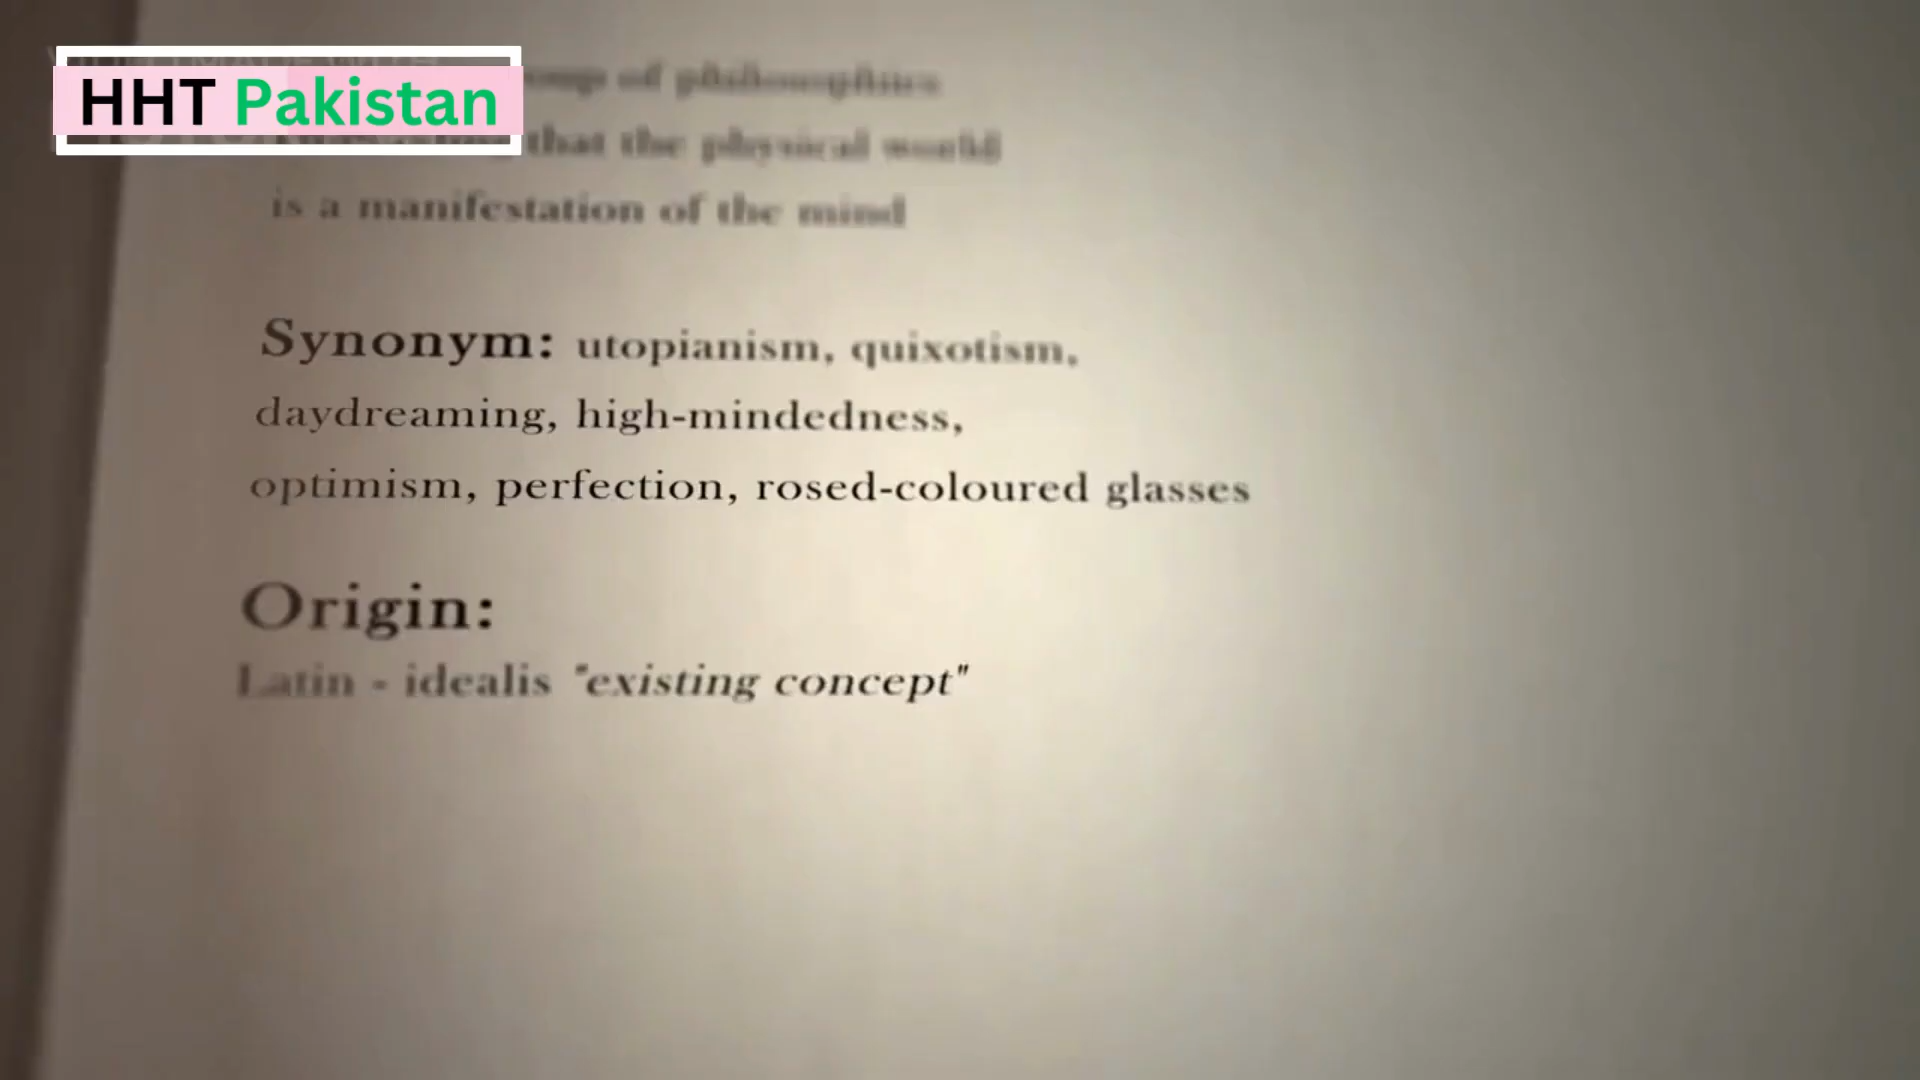 HHT Pakistan
of philosophies
that the physical world
is a manifestation of the mind
Synonym: utopianism, quixotism,
daydreaming, high-mindedness,
optimism, perfection, rosed-coloured glasses
Origin:
Latin - idealis "existing concept"